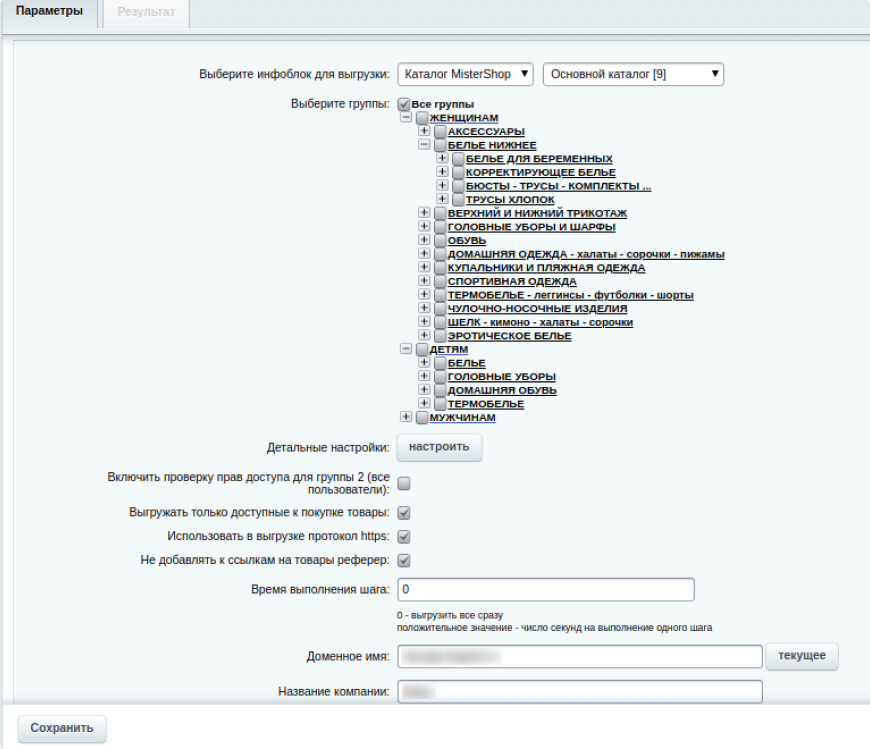 Параметры
Результат
Выберите инфоблок для выгрузки: Каталог MisterShop Основной каталог [9]
Выберите группы: Все группы
ЖЕНЩИНАМ
АКСЕССУАРЫ
БЕЛЬЕ НИЖНЕЕ
БЕЛЬЕ ДЛЯ БЕРЕМЕННЫХ
КОРРЕКТИРУЮЩЕЕ БЕЛЬЕ
БЮСТЫ - ТРУСЫ - КОМПЛЕКТЫ ...
ТРУСЫ ХЛОПОК
ВЕРХНИЙ И НИЖНИЙ ТРИКОТАЖ
ГОЛОВНЫЕ УБОРЫ И ШАРФЫ
ОБУВЬ
ДОМАШНЯЯ ОДЕЖДА - халаты - сорочки - пижамы
КУПАЛЬНИКИ И ПЛЯЖНАЯ ОДЕЖДА
СПОРТИВНАЯ ОДЕЖДА
ТЕРМОБЕЛЬЕ - леггинсы - футболки - шорты
ЧУЛОЧНО-НОСОЧНЫЕ ИЗДЕЛИЯ
ШЕЛК - кимоно - халаты - сорочки
ЭРОТИЧЕСКОЕ БЕЛЬЕ
ДЕТЯМ
БЕЛЬЕ
ГОЛОВНЫЕ УБОРЫ
ДОМАШНЯЯ ОБУВЬ
ТЕРМОБЕЛЬЕ
МУЖЧИНАМ
Детальные настройки: настроить
Включить проверку прав доступа для группы 2 (все
пользователи):
Выгружать только доступные к покупке товары:
Использовать в выгрузке протокол https:
Не добавлять к ссылкам на товары реферер:
Время выполнения шага: 0
0 - выгрузить все сразу
положительное значение - число секунд на выполнение одного шага
Доменное имя: текущее
Название компании:
Сохранить